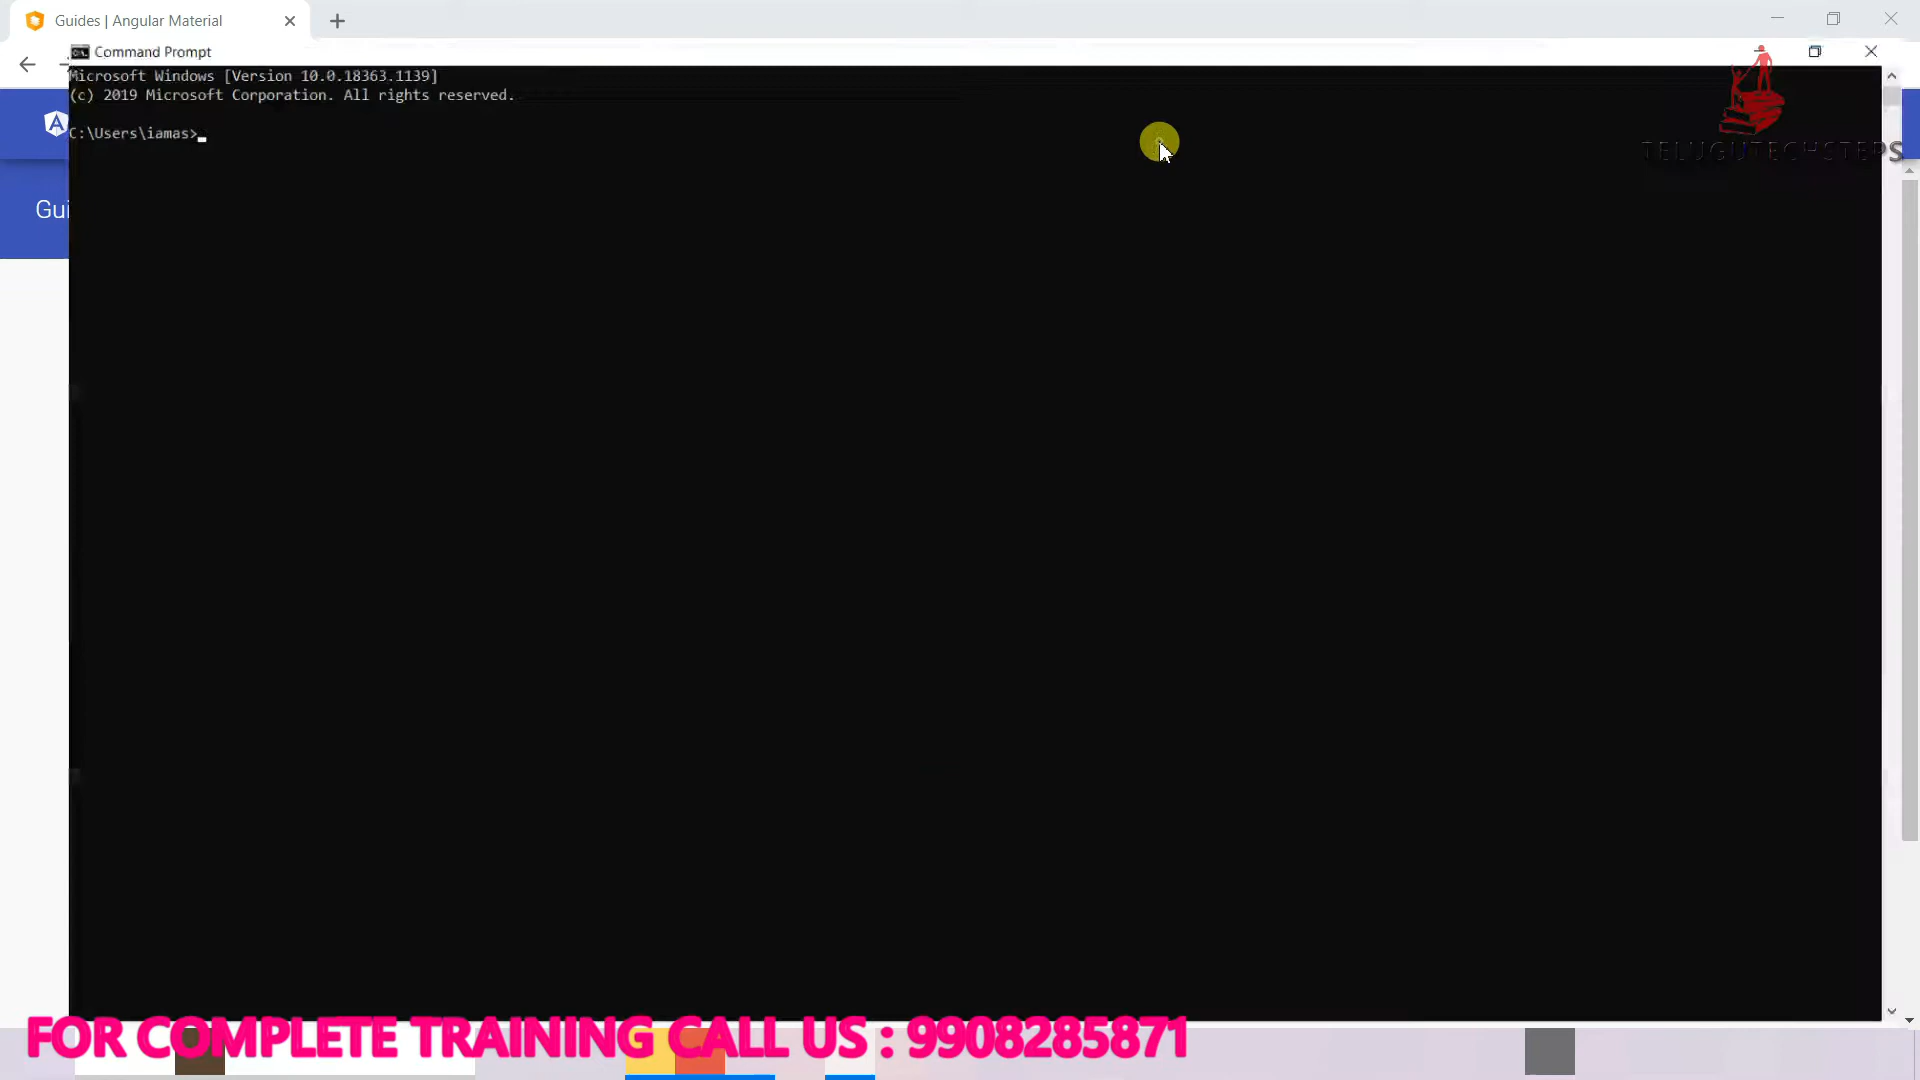 Guides | Angular Material
Command Prompt
Microsoft Windows [Version 10.0.18363.1139]
(c) 2019 Microsoft Corporation. All rights reserved.
C:\Users\iamas>
TELUGUTECHSTEPS
A
Gui
FOR COMPLETE TRAINING CALL US : 9908285871